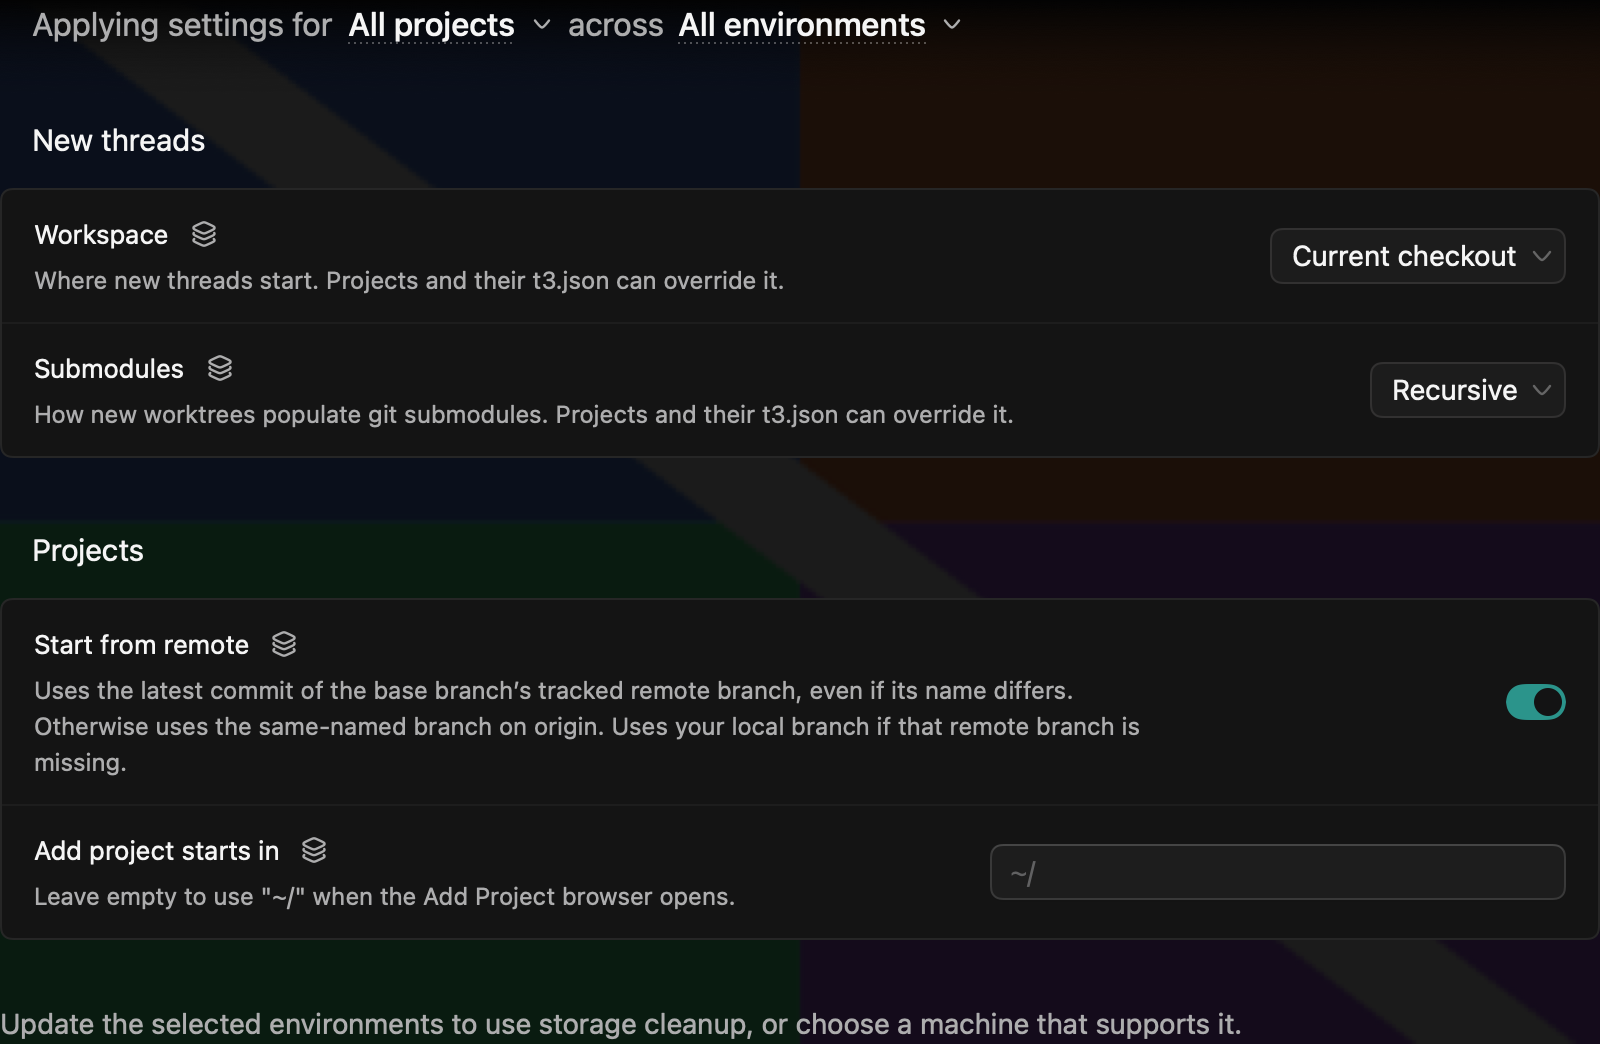 Applying settings for All projects across All environments
New threads
Workspace
Where new threads start. Projects and their t3.json can override it.
Current checkout
Submodules
How new worktrees populate git submodules. Projects and their t3.json can override it.
Recursive
Projects
Start from remote
Uses the latest commit of the base branch’s tracked remote branch, even if its name differs.
Otherwise uses the same-named branch on origin. Uses your local branch if that remote branch is
missing.
Add project starts in
Leave empty to use "~/" when the Add Project browser opens.
~/
Update the selected environments to use storage cleanup, or choose a machine that supports it.